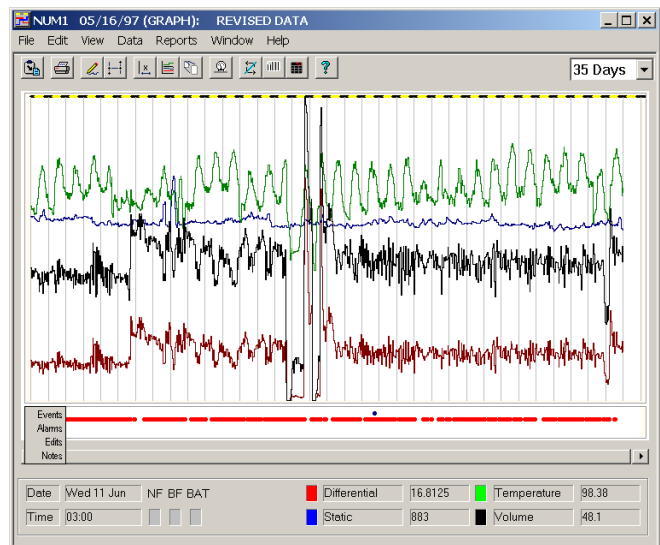 NUM1 05/16/97 (GRAPH): REVISED DATA
File Edit View Data Reports Window Help
35 Days
Events
Alarms
Edits
Notes
Date Wed 11 Jun NF BF BAT Differential 16.8125 Temperature 98.38
Time 03:00 Static 883 Volume 48.1